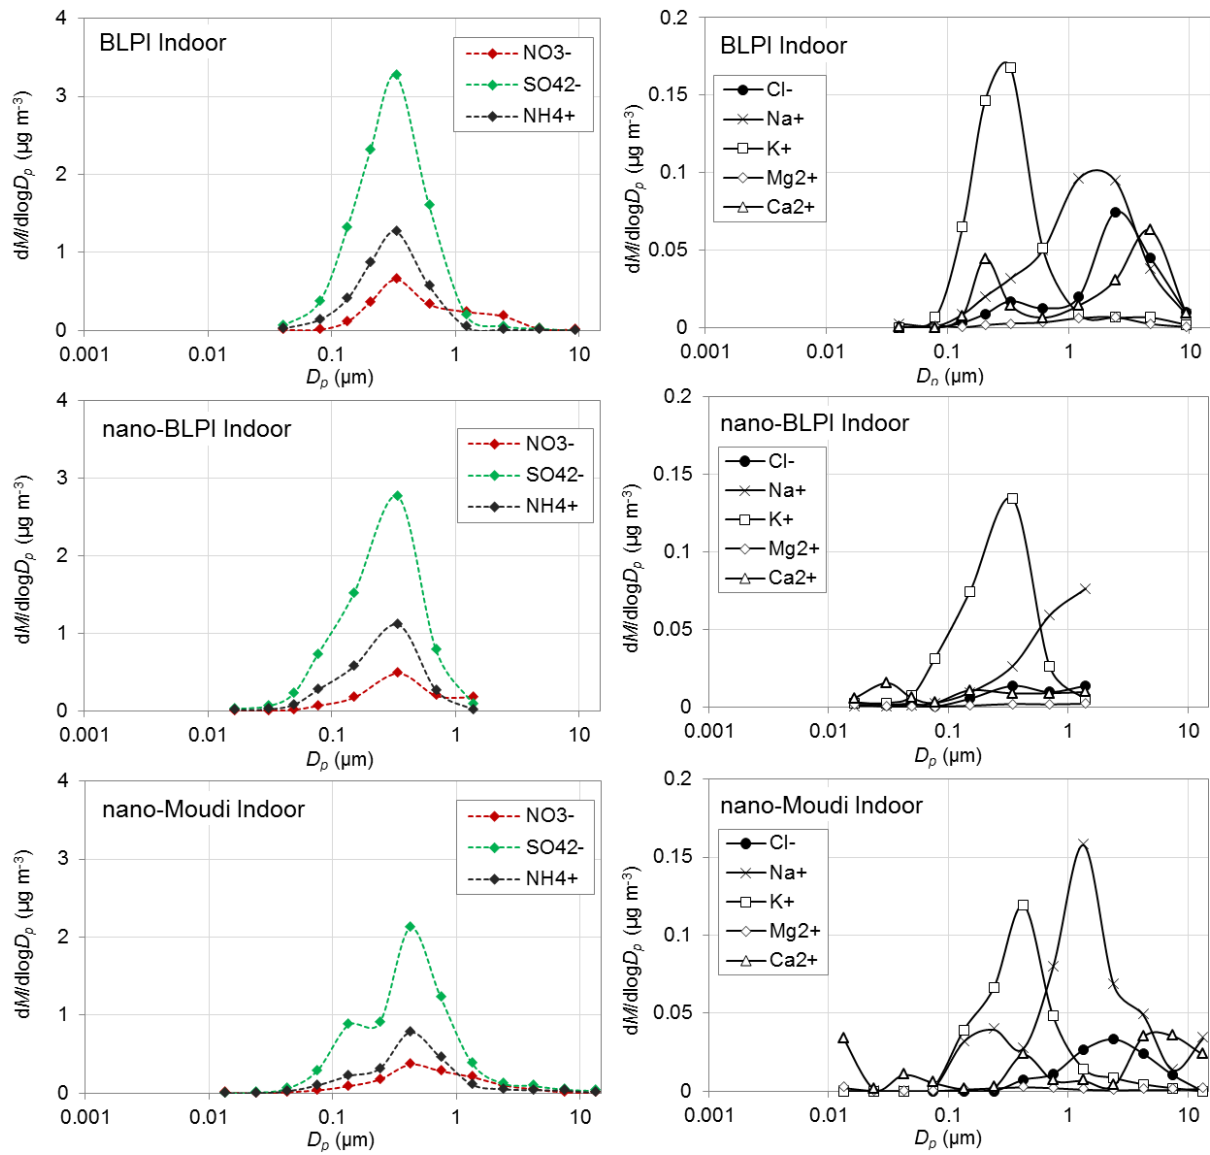 4
BLPI Indoor
NO3-
SO42-
NH4+
3
2
1
0
0.001
0.01
0.1
1
10
dM/dlogDp (µg m-3)
Dp (µm)
0.2
BLPI Indoor
Cl-
Na+
K+
Mg2+
Ca2+
0.15
0.1
0.05
0
0.001
0.01
0.1
1
10
dM/dlogDp (µg m-3)
Dp (µm)
4
nano-BLPI Indoor
NO3-
SO42-
NH4+
3
2
1
0
0.001
0.01
0.1
1
10
dM/dlogDp (µg m-3)
Dp (µm)
0.2
nano-BLPI Indoor
Cl-
Na+
K+
Mg2+
Ca2+
0.15
0.1
0.05
0
0.001
0.01
0.1
1
10
dM/dlogDp (µg m-3)
Dp (µm)
4
nano-Moudi Indoor
NO3-
SO42-
NH4+
3
2
1
0
0.001
0.01
0.1
1
10
dM/dlogDp (µg m-3)
Dp (µm)
0.2
nano-Moudi Indoor
Cl-
Na+
K+
Mg2+
Ca2+
0.15
0.1
0.05
0
0.001
0.01
0.1
1
10
dM/dlogDp (µg m-3)
Dp (µm)